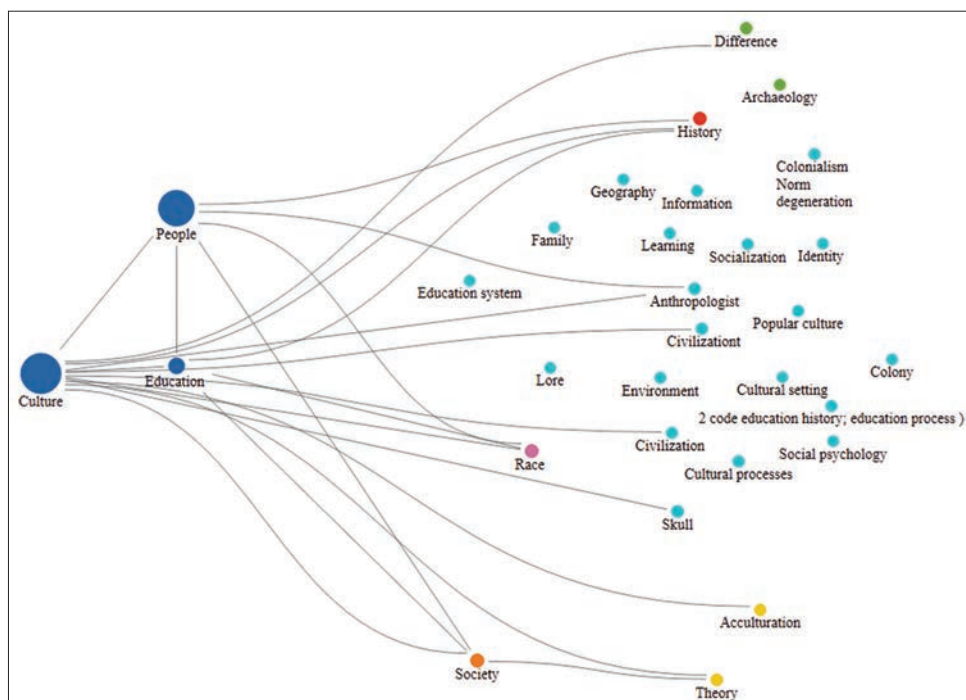 Difference
Archaeology
History
Colonialism
Norm
degeneration
Geography
Information
People
Family
Learning
Socialization
Identity
Education system
Anthropologist
Popular culture
Civilizationt
Culture
Education
Lore
Environment
Cultural setting
Colony
2 code education history; education process )
Civilization
Social psychology
Race
Cultural processes
Skull
Acculturation
Society
Theory